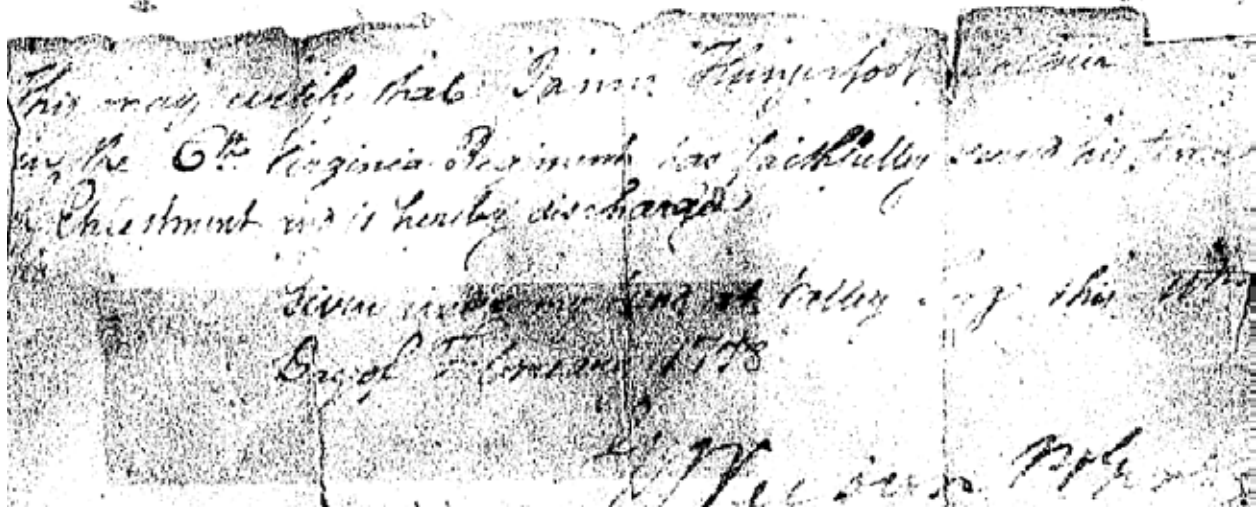 This may certify that James Hungerfoot
in the 6th Virginia Regiment has faithfully served his time
Enlistment and is hereby discharged
Given under my hand at Valley Forge this
Day of February 1778